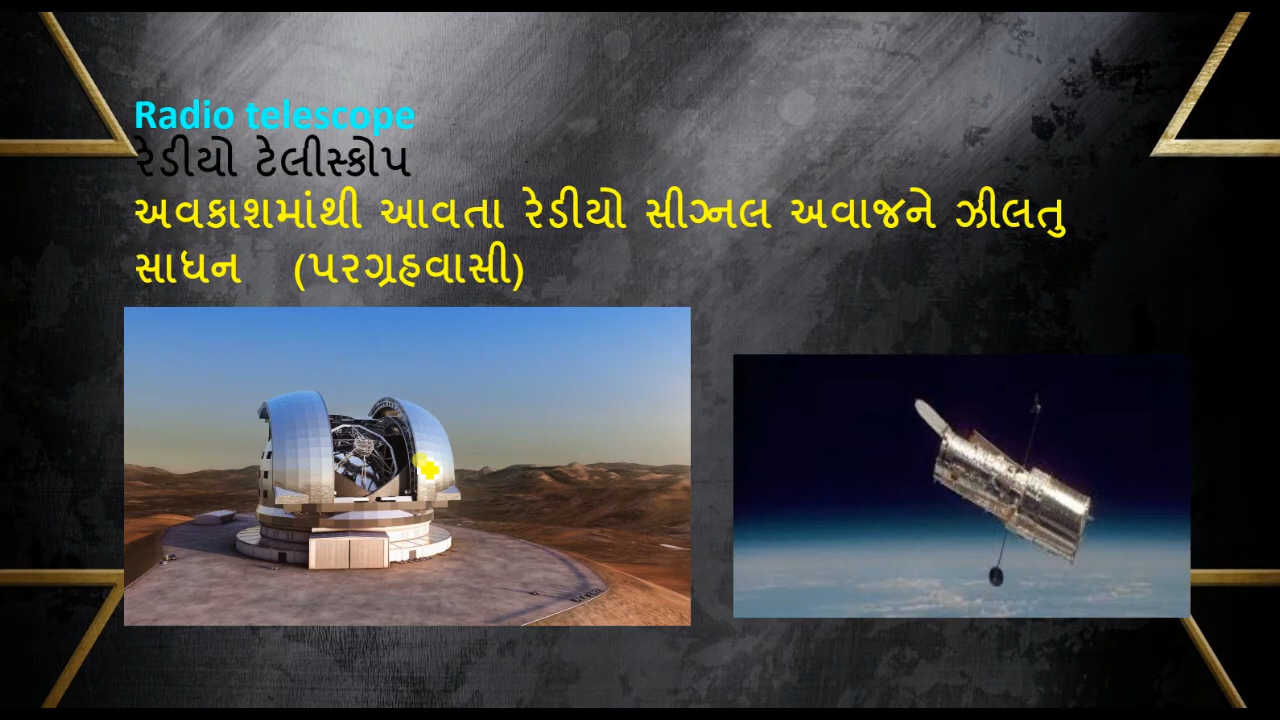 Radio telescope
રેડીયો ટેલીસ્કોપ
અવકાશમાંથી આવતા રેડીયો સીગ્નલ અવાજને ઝીલતુ
સાધન (પરગ્રહવાસી)